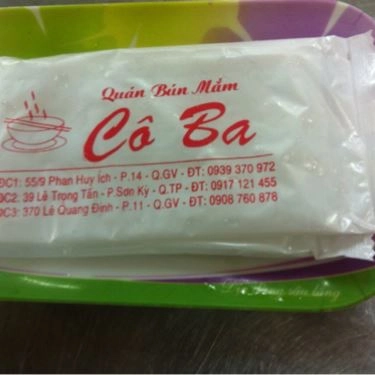 Quán Bún Mắm
Cô Ba
ĐC1: 55/9 Phan Huy Ích - P.14 - Q.GV - ĐT: 0939 370 972
ĐC2: 39 Lê Trọng Tấn - P.Sơn Kỳ - Q.TP - ĐT: 0917 121 455
ĐC3: 370 Lê Quang Định - P.11 - Q.GV - ĐT: 0908 760 878